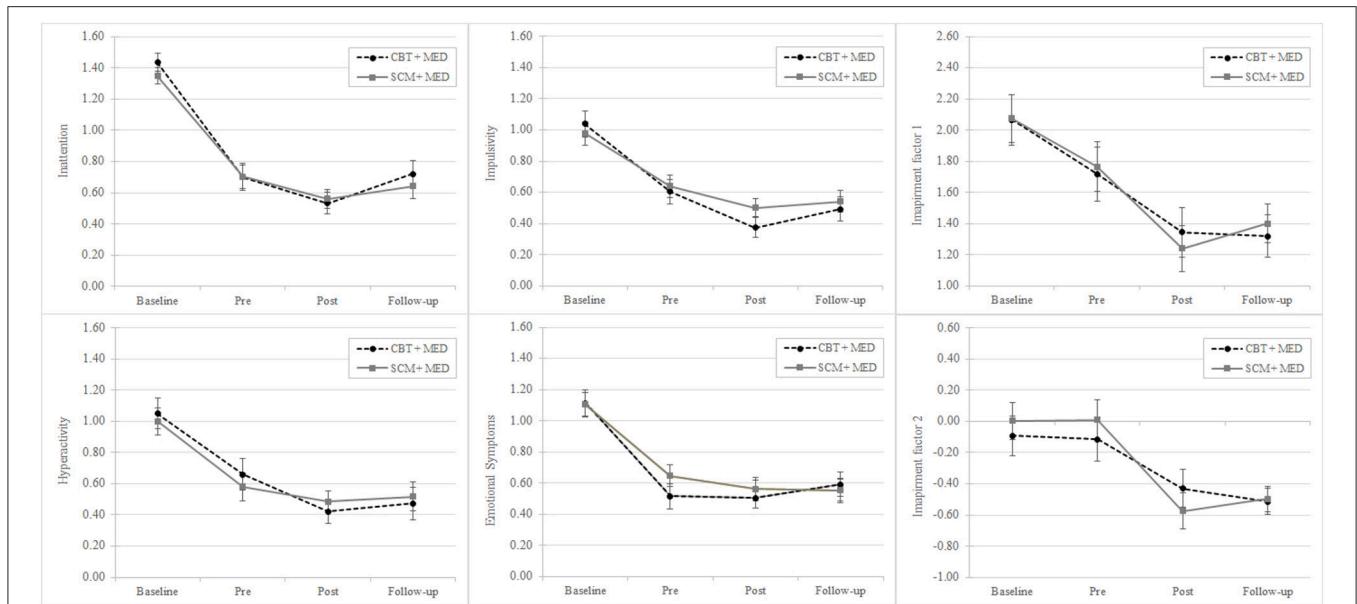 1.60
1.40
1.20
1.00
0.80
0.60
0.40
0.20
0.00
Inattention
Baseline Pre Post Follow-up
CBT + MED
SCM + MED
1.60
1.40
1.20
1.00
0.80
0.60
0.40
0.20
0.00
Impulsivity
Baseline Pre Post Follow-up
CBT + MED
SCM + MED
2.60
2.40
2.20
2.00
1.80
1.60
1.40
1.20
1.00
Imapirment factor 1
Baseline Pre Post Follow-up
CBT + MED
SCM + MED
1.60
1.40
1.20
1.00
0.80
0.60
0.40
0.20
0.00
Hyperactivity
Baseline Pre Post Follow-up
CBT + MED
SCM + MED
1.60
1.40
1.20
1.00
0.80
0.60
0.40
0.20
0.00
Emotional Symptoms
Baseline Pre Post Follow-up
CBT + MED
SCM + MED
0.60
0.40
0.20
0.00
-0.20
-0.40
-0.60
-0.80
-1.00
Imapirment factor 2
Baseline Pre Post Follow-up
CBT + MED
SCM + MED